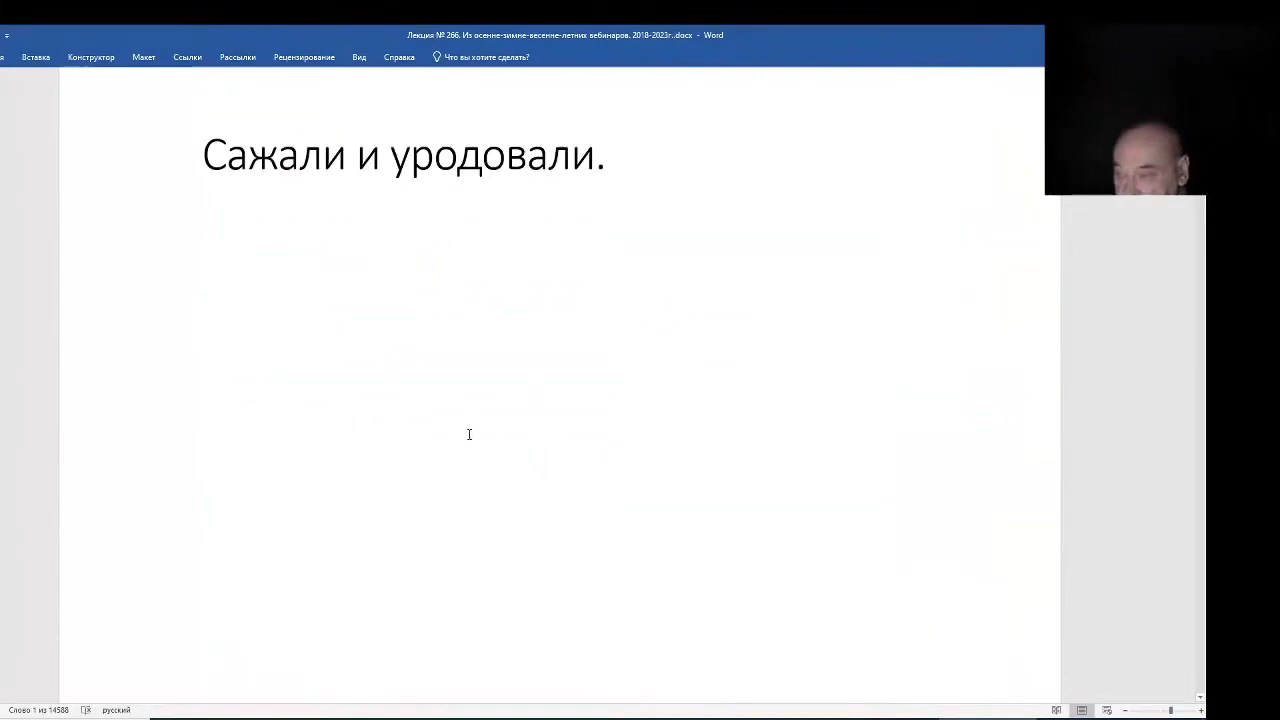 Лекция № 266. Из осенне-зимне-весенне-летних вебинаров. 2018-2023г..docx - Word
я Вставка Конструктор Макет Ссылки Рассылки Рецензирование Вид Справка Что вы хотите сделать?
Сажали и уродовали.
Слово 1 из 14588 русский